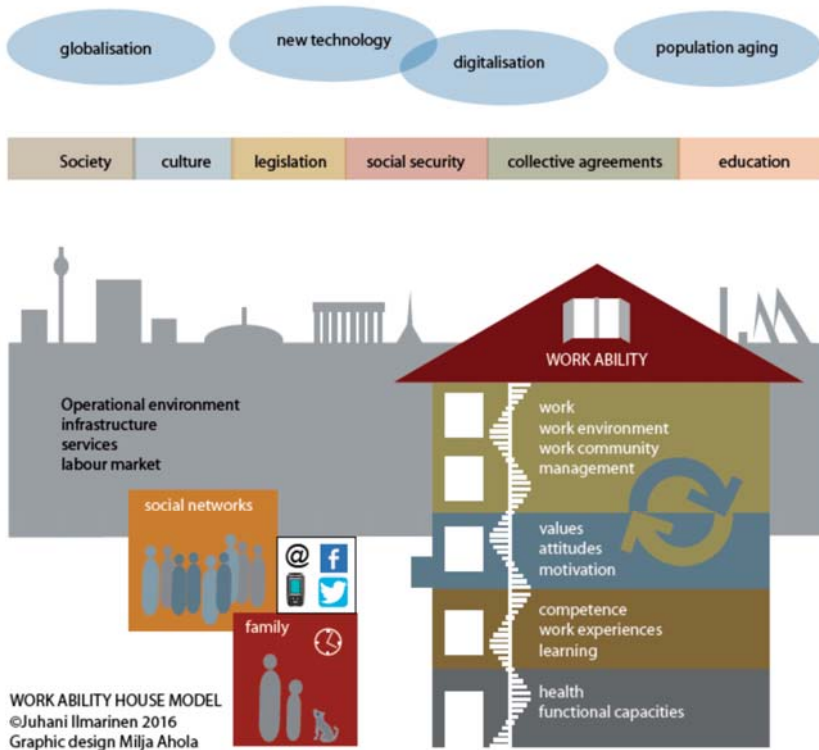 globalisation
new technology
digitalisation
population aging
Society
culture
legislation
social security
collective agreements
education
WORK ABILITY
Operational environment
infrastructure
services
labour market
work
work environment
work community
management
social networks
@
f
values
attitudes
motivation
family
competence
work experiences
learning
health
functional capacities
WORK ABILITY HOUSE MODEL
©Juhani Ilmarinen 2016
Graphic design Milja Ahola